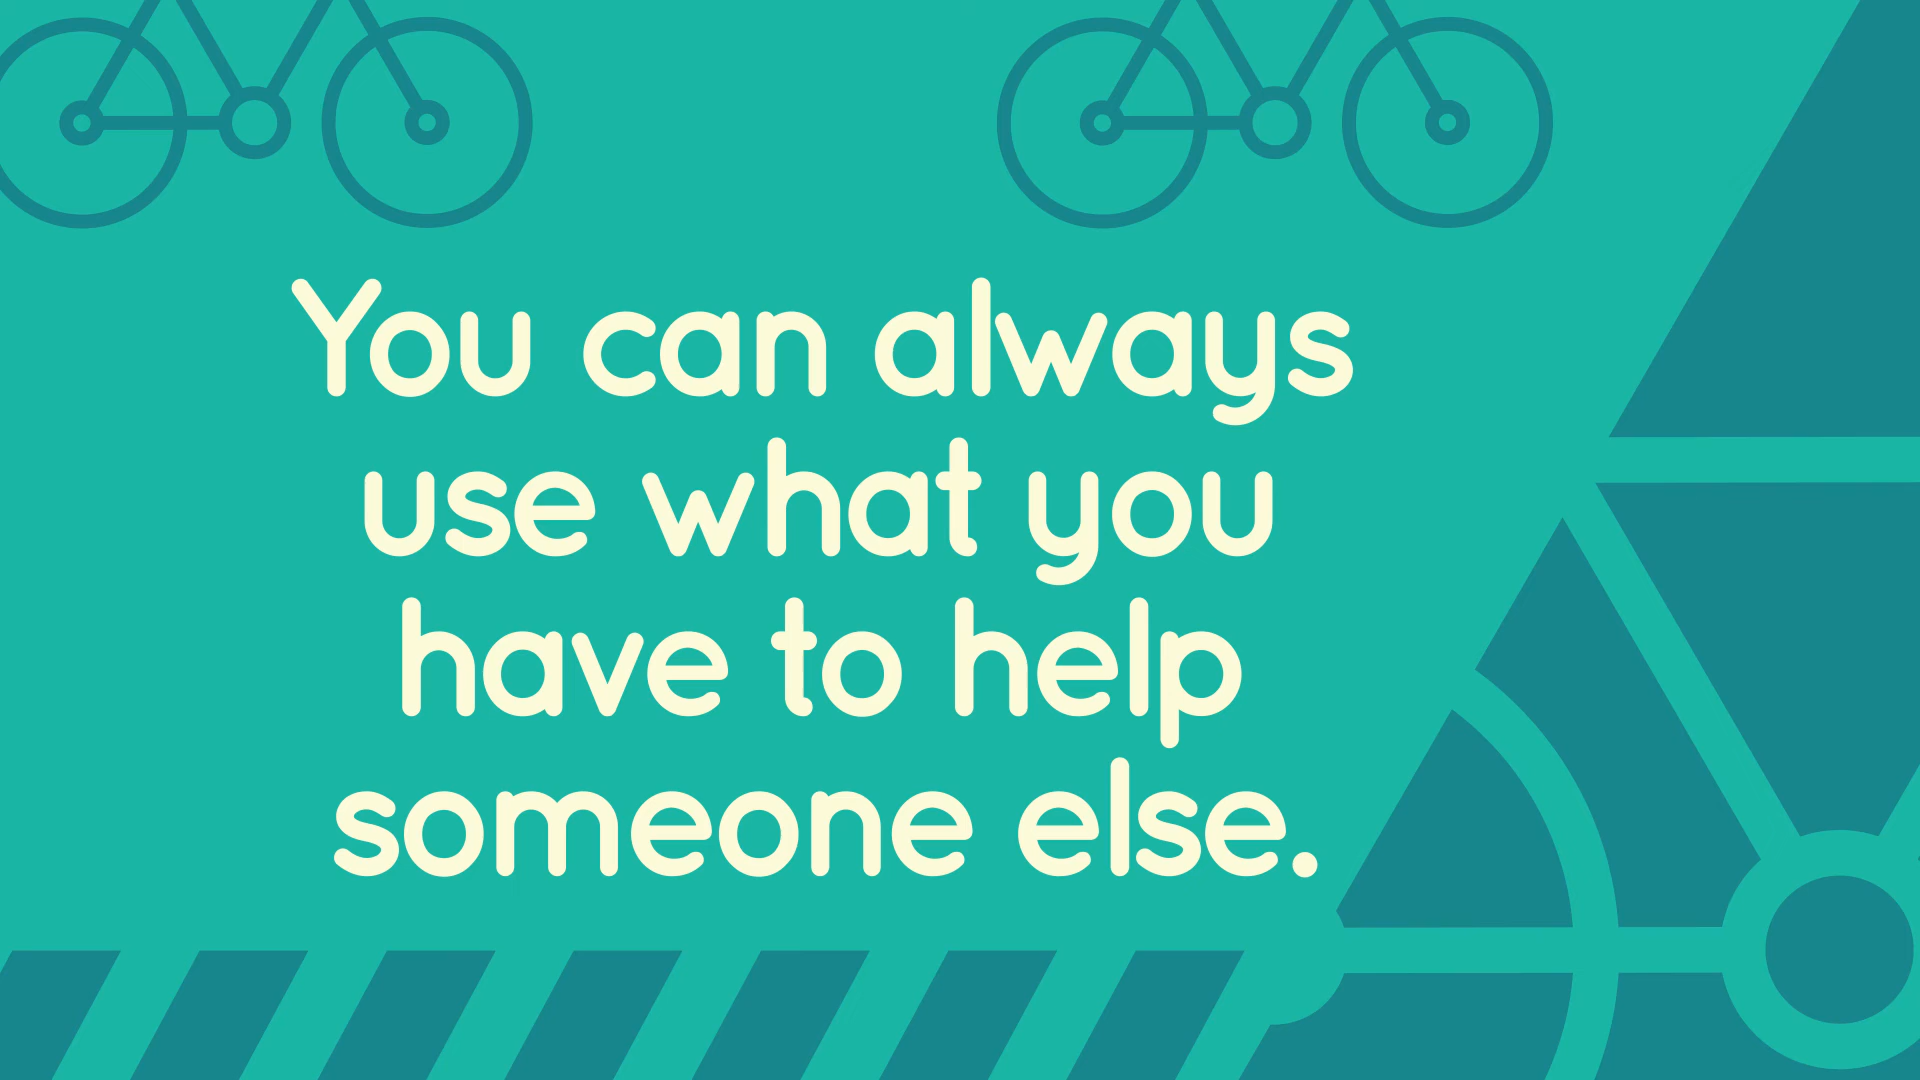 You can always
use what you
have to help
someone else.